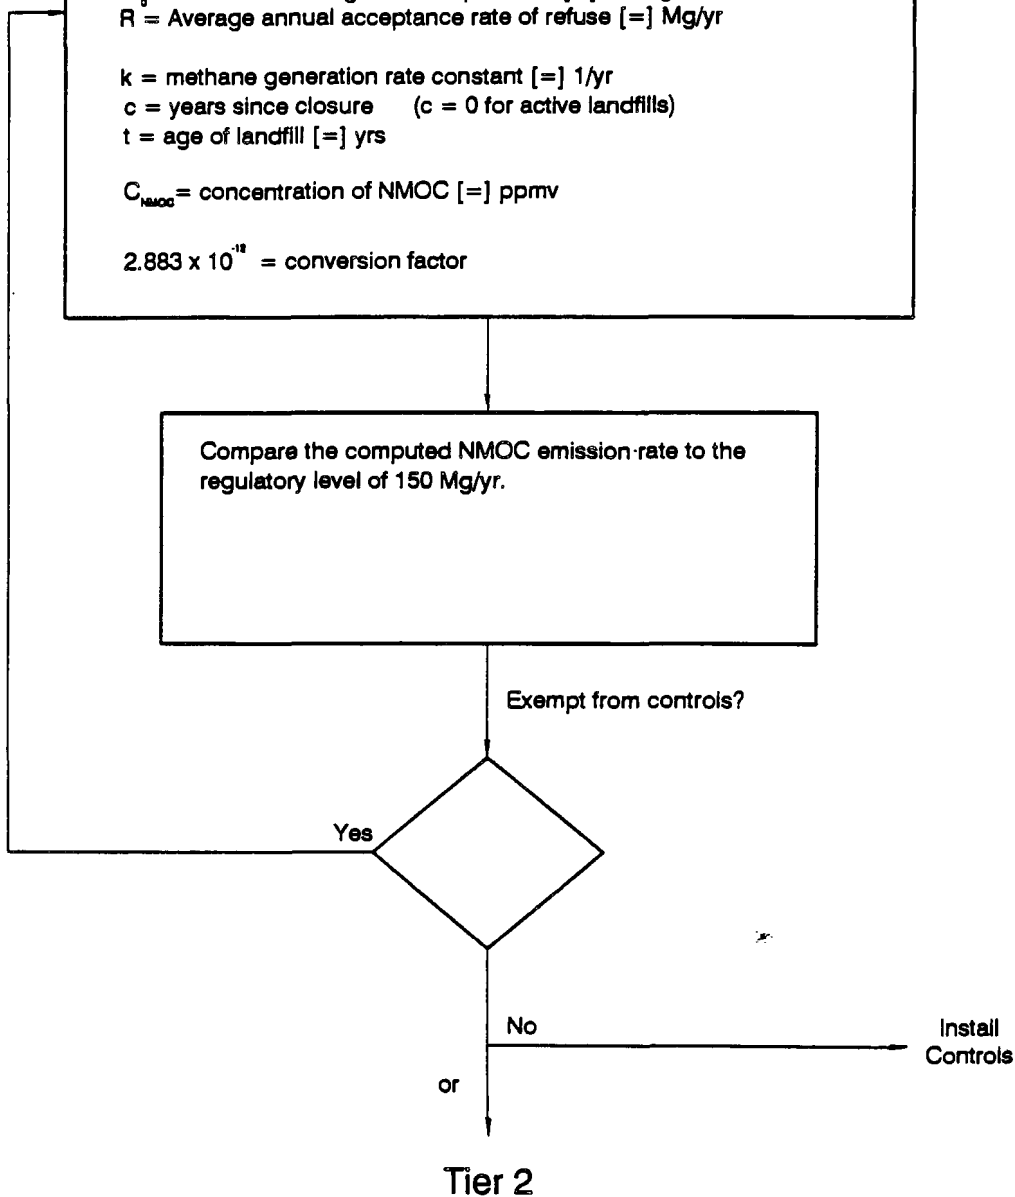 R = Average annual acceptance rate of refuse [=] Mg/yr
k = methane generation rate constant [=] 1/yr
c = years since closure (c = 0 for active landfills)
t = age of landfill [=] yrs
C_NMOC = concentration of NMOC [=] ppmv
2.883 x 10^-12 = conversion factor
Compare the computed NMOC emission rate to the
regulatory level of 150 Mg/yr.
Exempt from controls?
Yes
No
Install
Controls
or
Tier 2